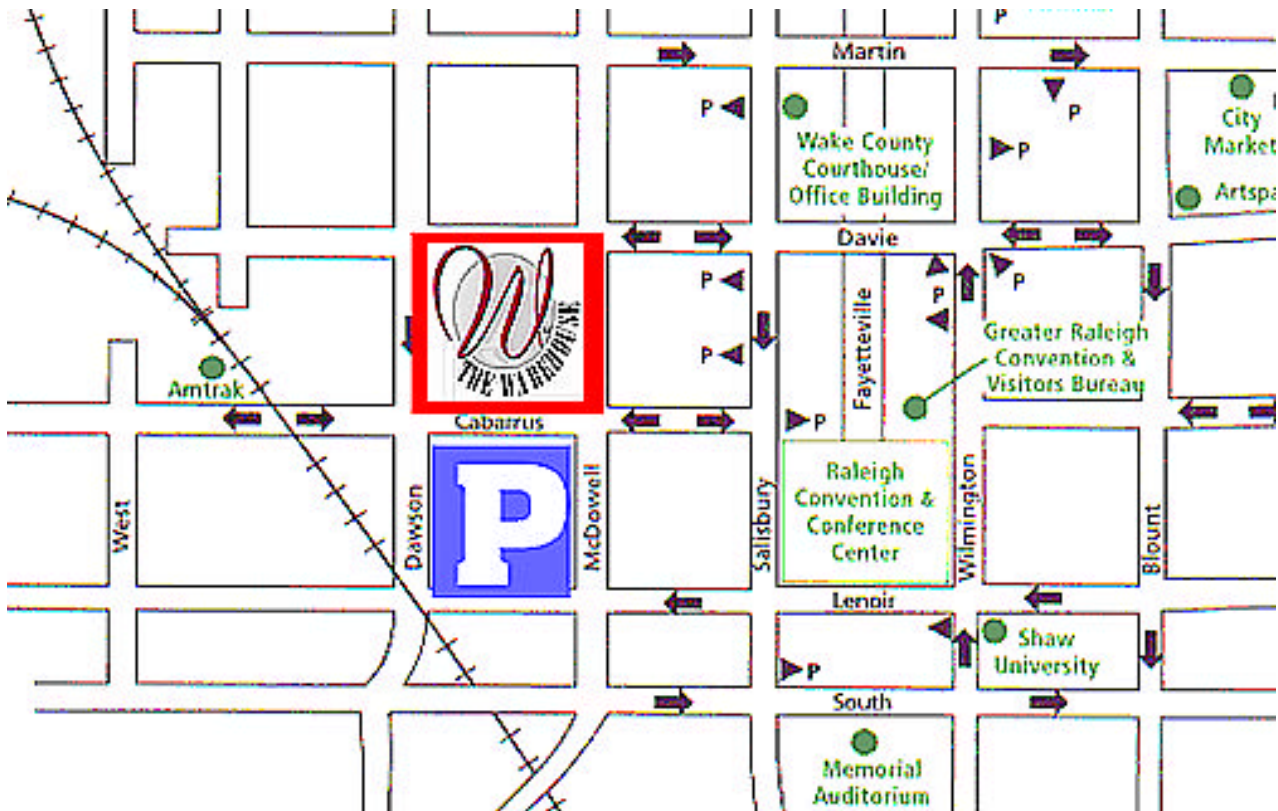 P
Martin
P
P
City
Market
P
Wake County
Courthouse/
Office Building
Davie
W
THE WAREHOUSE
P
P
P
P
Fayetteville
Greater Raleigh
Convention &
Visitors Bureau
Amtrak
Cabarrus
P
P
West
Dawson
McDowell
Salisbury
Raleigh
Convention &
Conference
Center
Wilmington
Blount
Lenoir
Shaw
University
P
South
Memorial
Auditorium